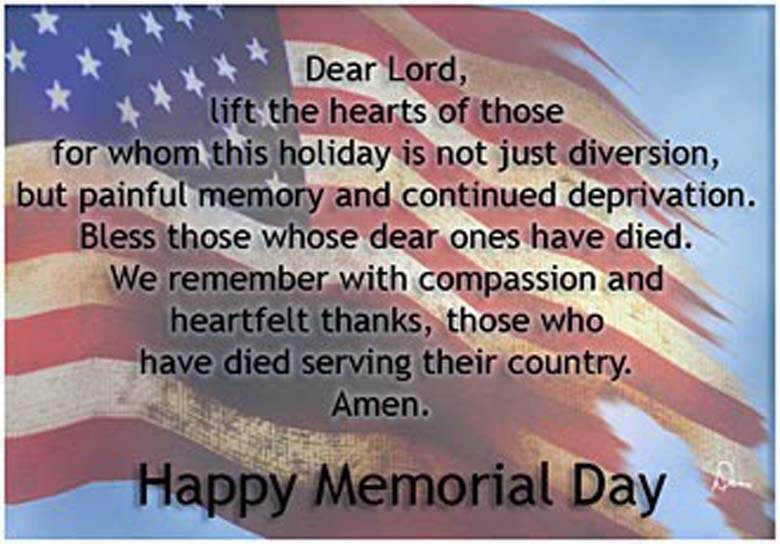 Dear Lord,
lift the hearts of those
for whom this holiday is not just diversion,
but painful memory and continued deprivation.
Bless those whose dear ones have died.
We remember with compassion and
heartfelt thanks, those who
have died serving their country.
Amen.
Happy Memorial Day